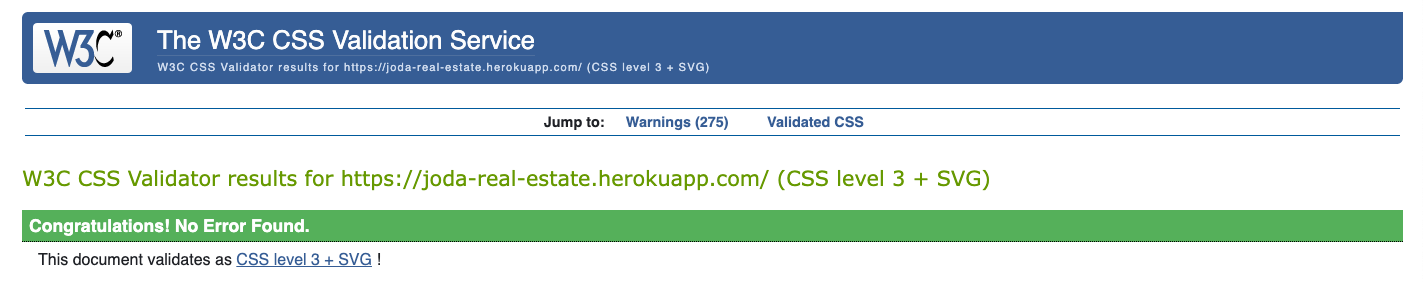 W3C®
The W3C CSS Validation Service
W3C CSS Validator results for https://joda-real-estate.herokuapp.com/ (CSS level 3 + SVG)
Jump to: Warnings (275) Validated CSS
W3C CSS Validator results for https://joda-real-estate.herokuapp.com/ (CSS level 3 + SVG)
Congratulations! No Error Found.
This document validates as CSS level 3 + SVG !